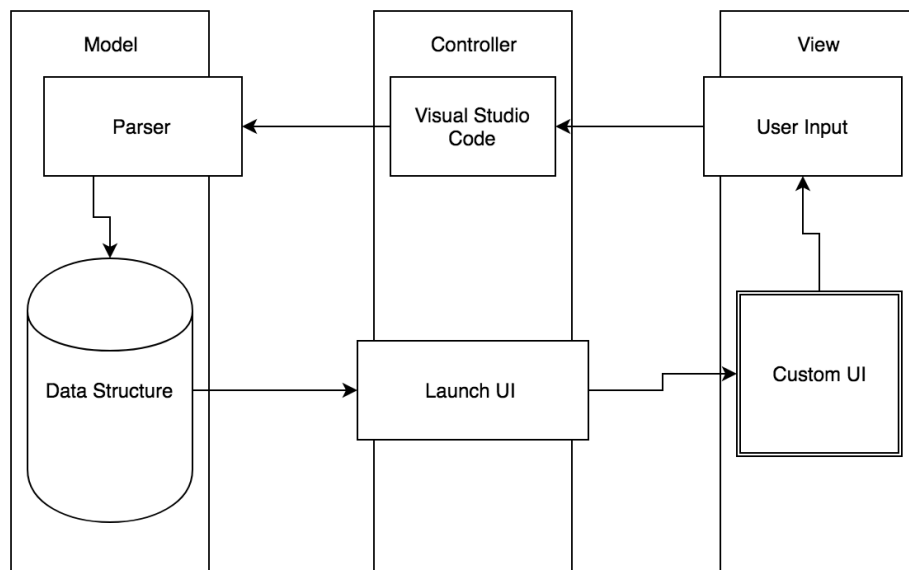 Model
Controller
View
Parser
Visual Studio
Code
User Input
Data Structure
Launch UI
Custom UI